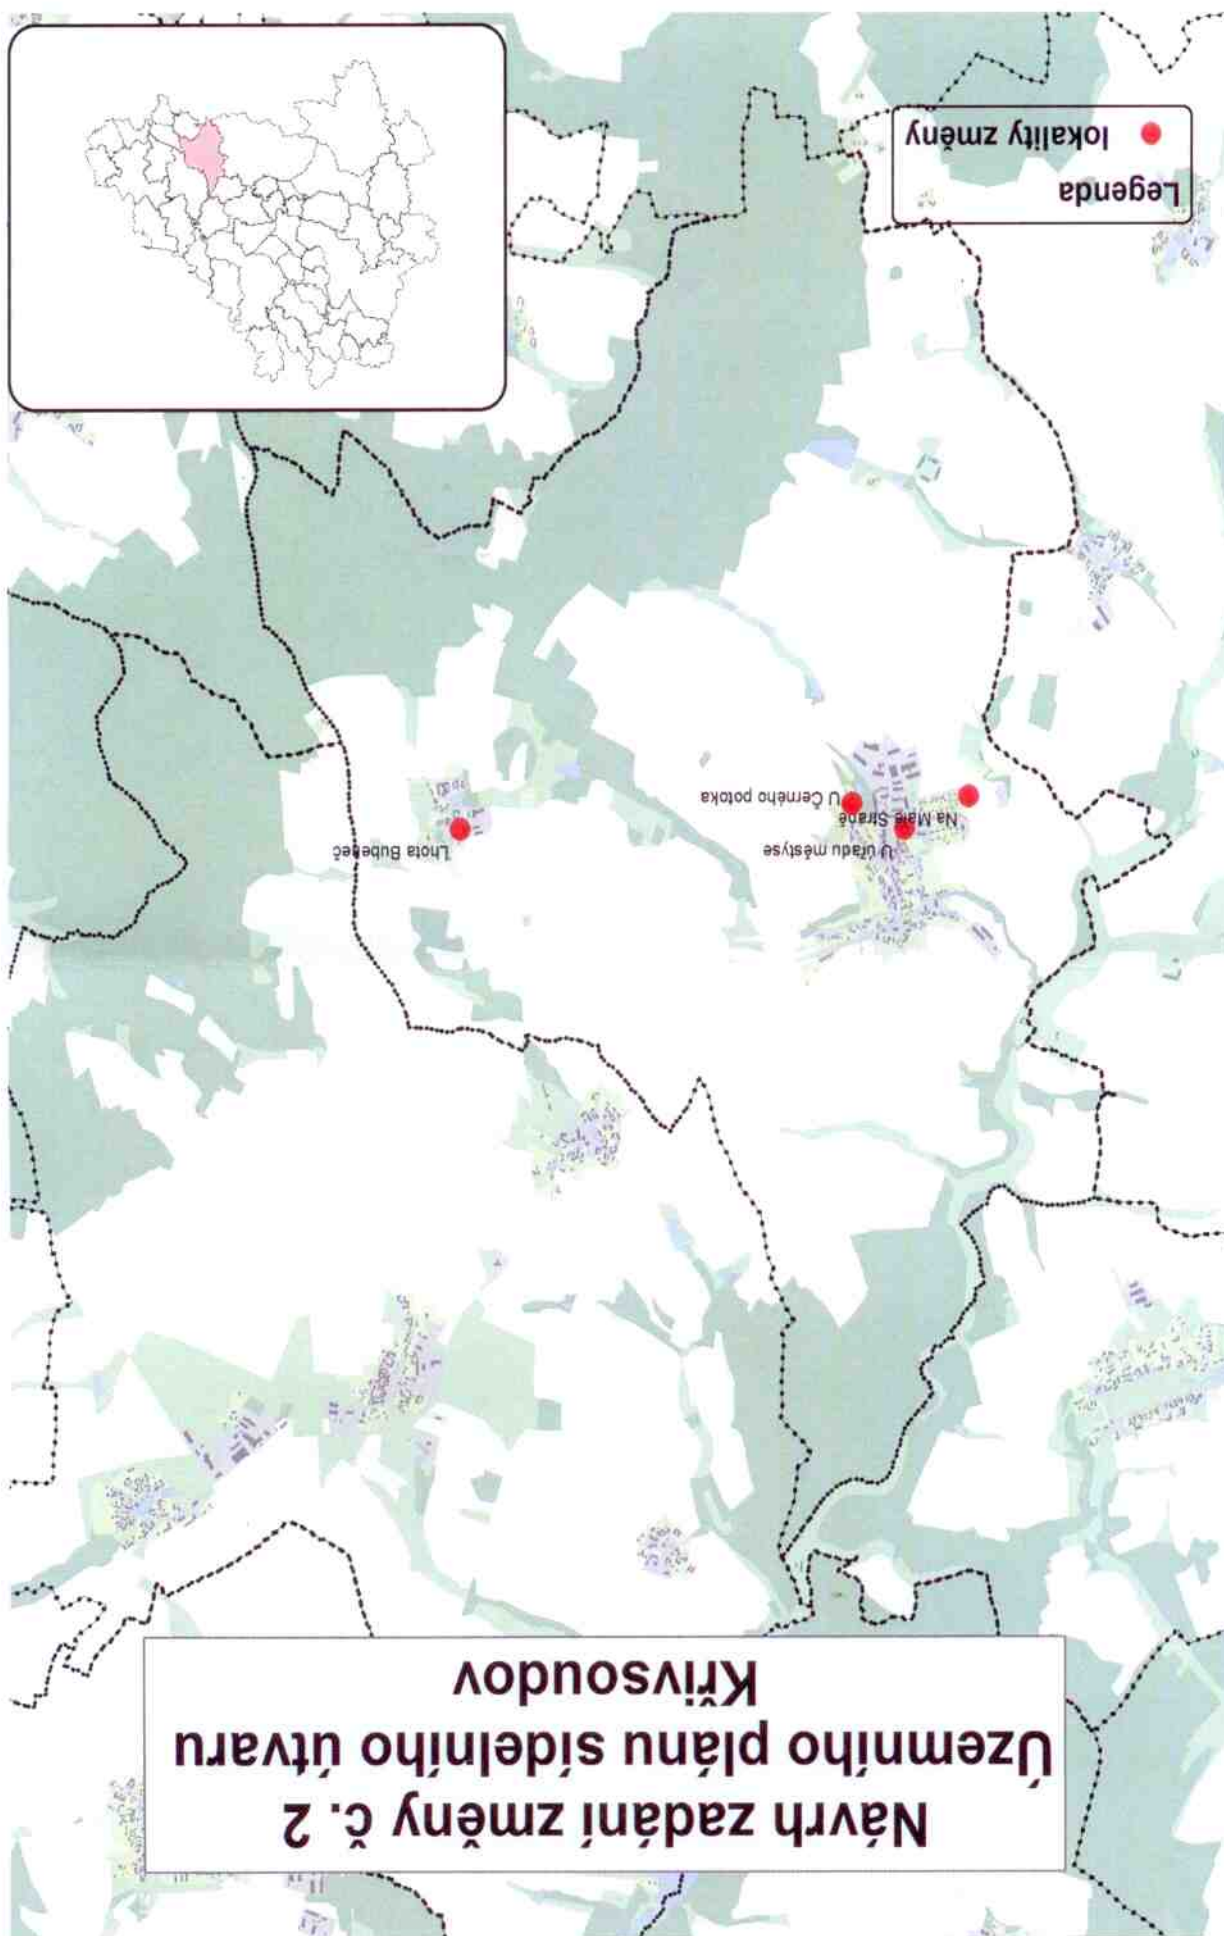 Návrh zadání změny č. 2
Územního plánu sídelního útvaru
Křivsoudov
U úřadu městyse
Lhota Bubeneč
Na Malé Straně
U Černého potoka
Legenda
lokality změny